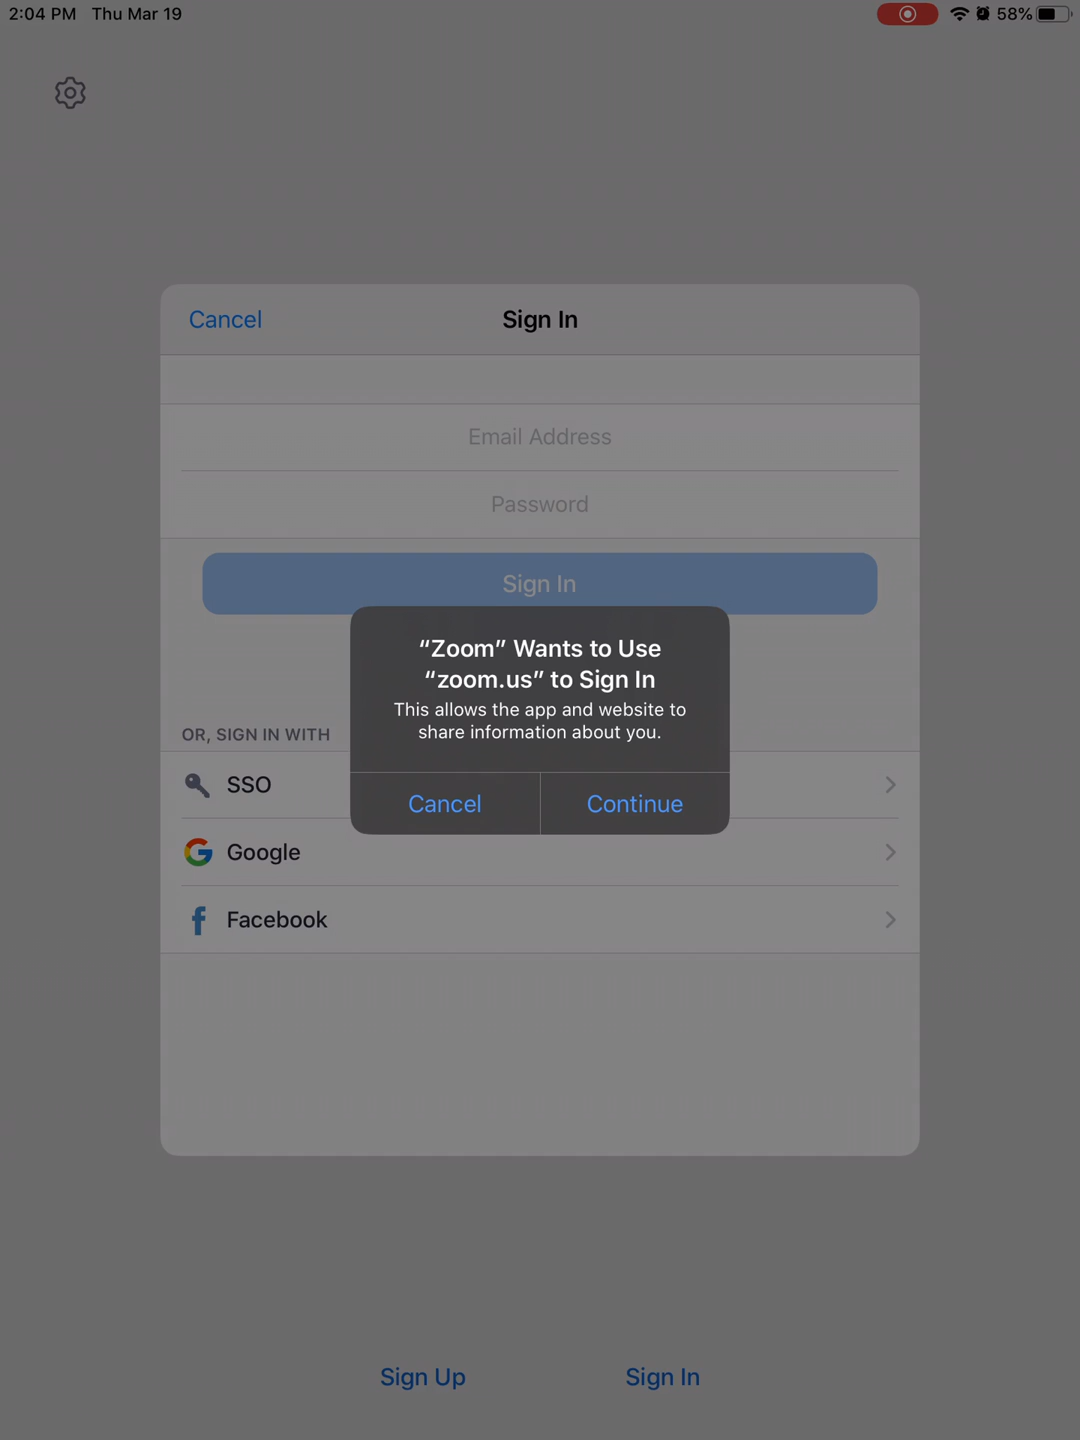 2:04 PM Thu Mar 19 58%
Cancel Sign In
Email Address
Password
Sign In
“Zoom” Wants to Use
“zoom.us” to Sign In
This allows the app and website to
share information about you.
Cancel Continue
OR, SIGN IN WITH
SSO
Google
Facebook
Sign Up Sign In